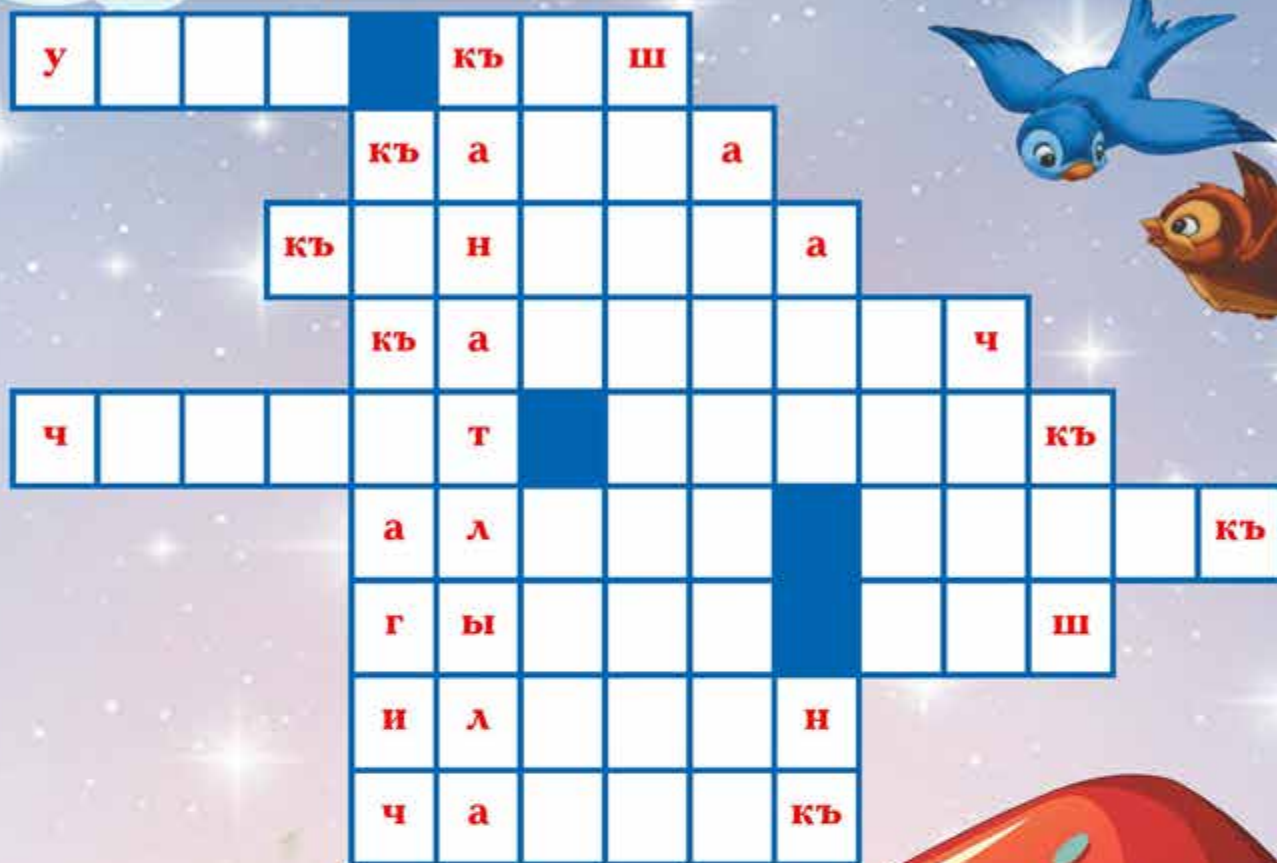 у къ ш
къ а а
къ н а
къ а ч
ч т къ
а л къ
г ы ш
и л н
ч а къ